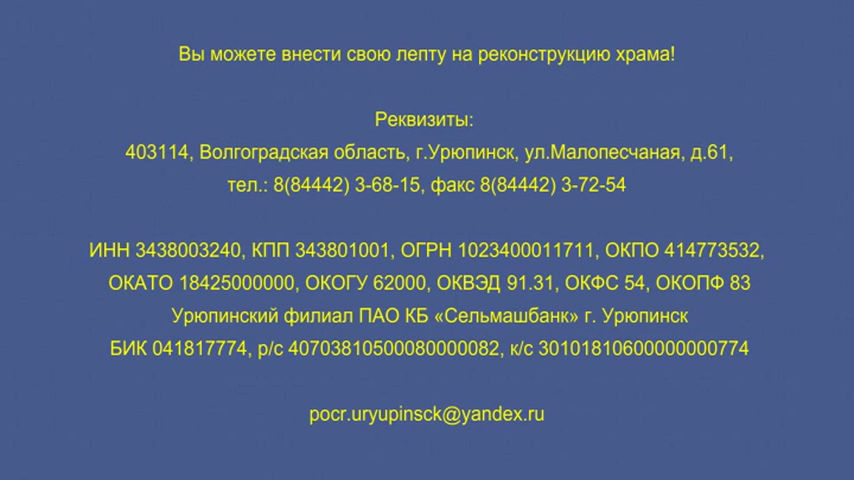 Вы можете внести свою лепту на реконструкцию храма!
Реквизиты:
403114, Волгоградская область, г.Урюпинск, ул.Малопесчаная, д.61,
тел.: 8(84442) 3-68-15, факс 8(84442) 3-72-54
ИНН 3438003240, КПП 343801001, ОГРН 1023400011711, ОКПО 414773532,
ОКАТО 18425000000, ОКОГУ 62000, ОКВЭД 91.31, ОКФС 54, ОКОПФ 83
Урюпинский филиал ПАО КБ «Сельмашбанк» г. Урюпинск
БИК 041817774, р/с 40703810500080000082, к/с 30101810600000000774
pocr.uryupinsck@yandex.ru